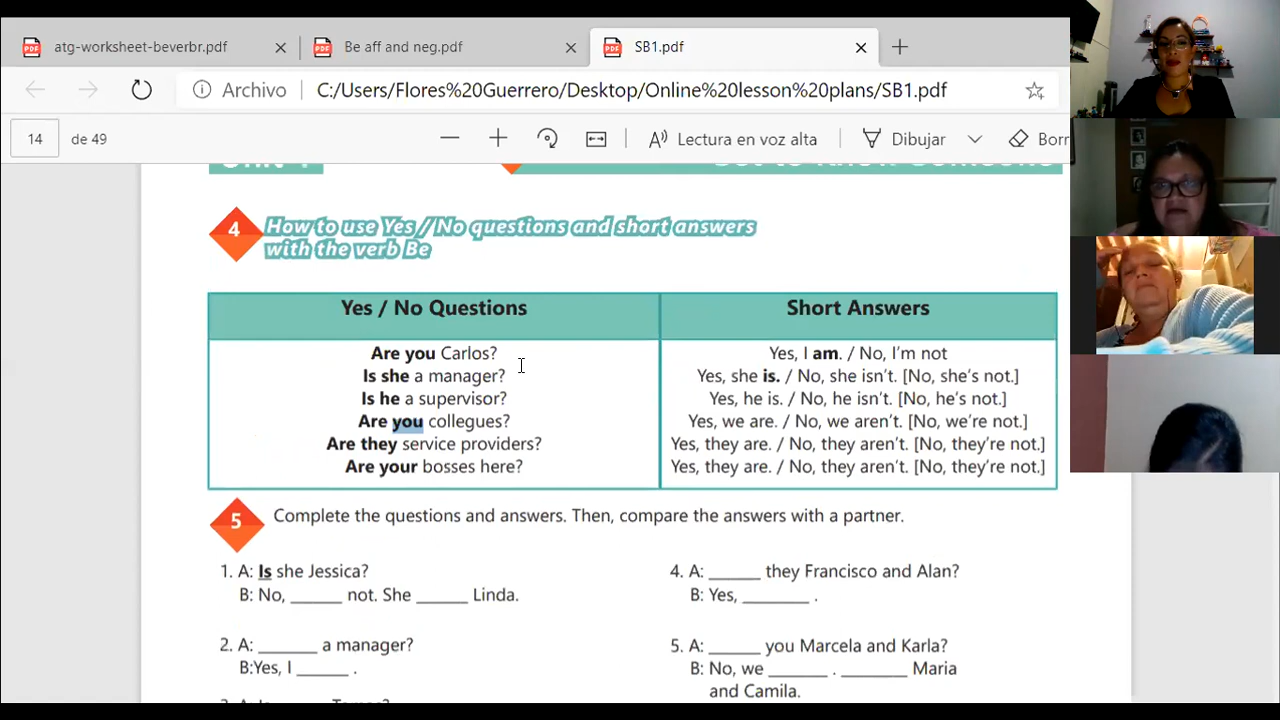 atg-worksheet-beverbr.pdf
Be aff and neg.pdf
SB1.pdf
Archivo
C:/Users/Flores%20Guerrero/Desktop/Online%20lesson%20plans/SB1.pdf
14
de 49
Lectura en voz alta
Dibujar
Borr
4
How to use Yes / No questions and short answers
with the verb Be
Yes / No Questions
Short Answers
Are you Carlos?
Yes, I am. / No, I'm not
Is she a manager?
Yes, she is. / No, she isn't. [No, she's not.]
Is he a supervisor?
Yes, he is. / No, he isn't. [No, he's not.]
Are you collegues?
Yes, we are. / No, we aren't. [No, we're not.]
Are they service providers?
Yes, they are. / No, they aren't. [No, they're not.]
Are your bosses here?
Yes, they are. / No, they aren't. [No, they're not.]
5
Complete the questions and answers. Then, compare the answers with a partner.
1. A: Is she Jessica?
B: No, ______ not. She ______ Linda.
2. A: _______ a manager?
B:Yes, I ______ .
4. A: ______ they Francisco and Alan?
B: Yes, ________ .
5. A: ______ you Marcela and Karla?
B: No, we _______ . ________ Maria
and Camila.